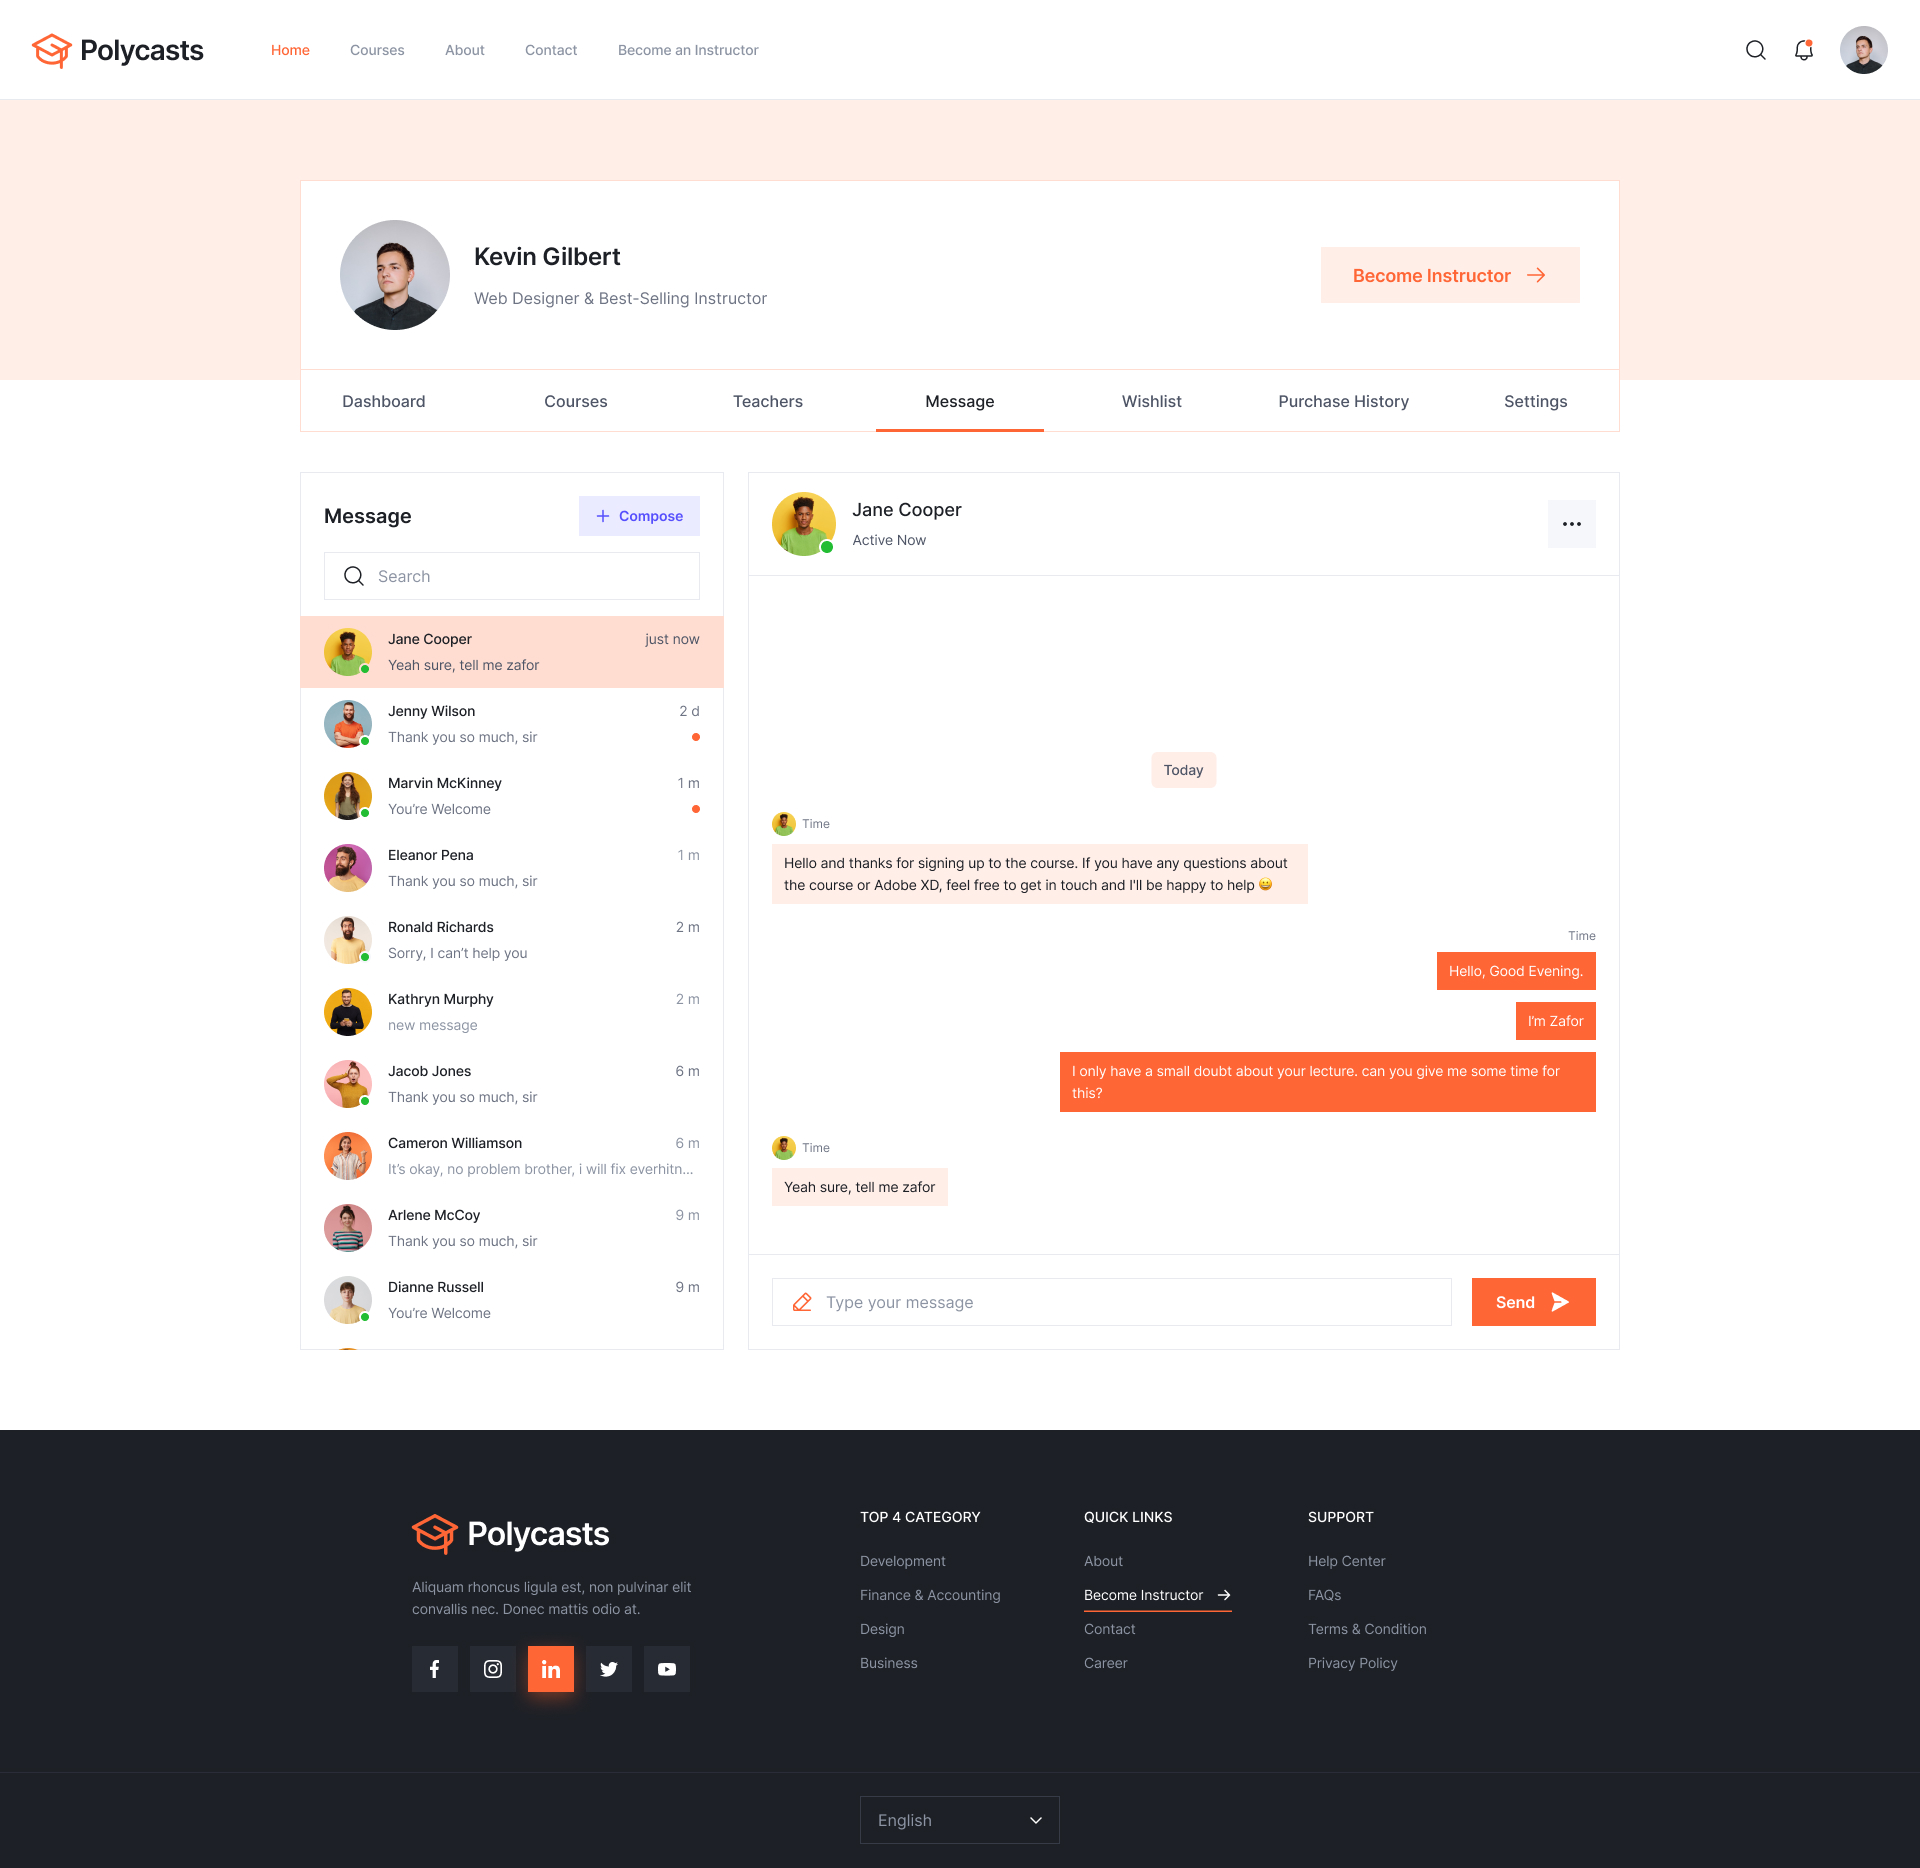 Polycasts
Home
Courses
About
Contact
Become an Instructor
Kevin Gilbert
Web Designer & Best-Selling Instructor
Become Instructor
Dashboard
Courses
Teachers
Message
Wishlist
Purchase History
Settings
Message
Compose
Search
Jane Cooper
just now
Yeah sure, tell me zafor
Jenny Wilson
2 d
Thank you so much, sir
Marvin McKinney
1 m
You're Welcome
Eleanor Pena
1 m
Thank you so much, sir
Ronald Richards
2 m
Sorry, I can't help you
Kathryn Murphy
2 m
new message
Jacob Jones
6 m
Thank you so much, sir
Cameron Williamson
6 m
It's okay, no problem brother, i will fix everhitn...
Arlene McCoy
9 m
Thank you so much, sir
Dianne Russell
9 m
You're Welcome
Jane Cooper
Active Now
Today
Time
Hello and thanks for signing up to the course. If you have any questions about
the course or Adobe XD, feel free to get in touch and I'll be happy to help 😀
Time
Hello, Good Evening.
I'm Zafor
I only have a small doubt about your lecture. can you give me some time for
this?
Time
Yeah sure, tell me zafor
Type your message
Send
Polycasts
Aliquam rhoncus ligula est, non pulvinar elit
convallis nec. Donec mattis odio at.
TOP 4 CATEGORY
Development
Finance & Accounting
Design
Business
QUICK LINKS
About
Become Instructor
Contact
Career
SUPPORT
Help Center
FAQs
Terms & Condition
Privacy Policy
English